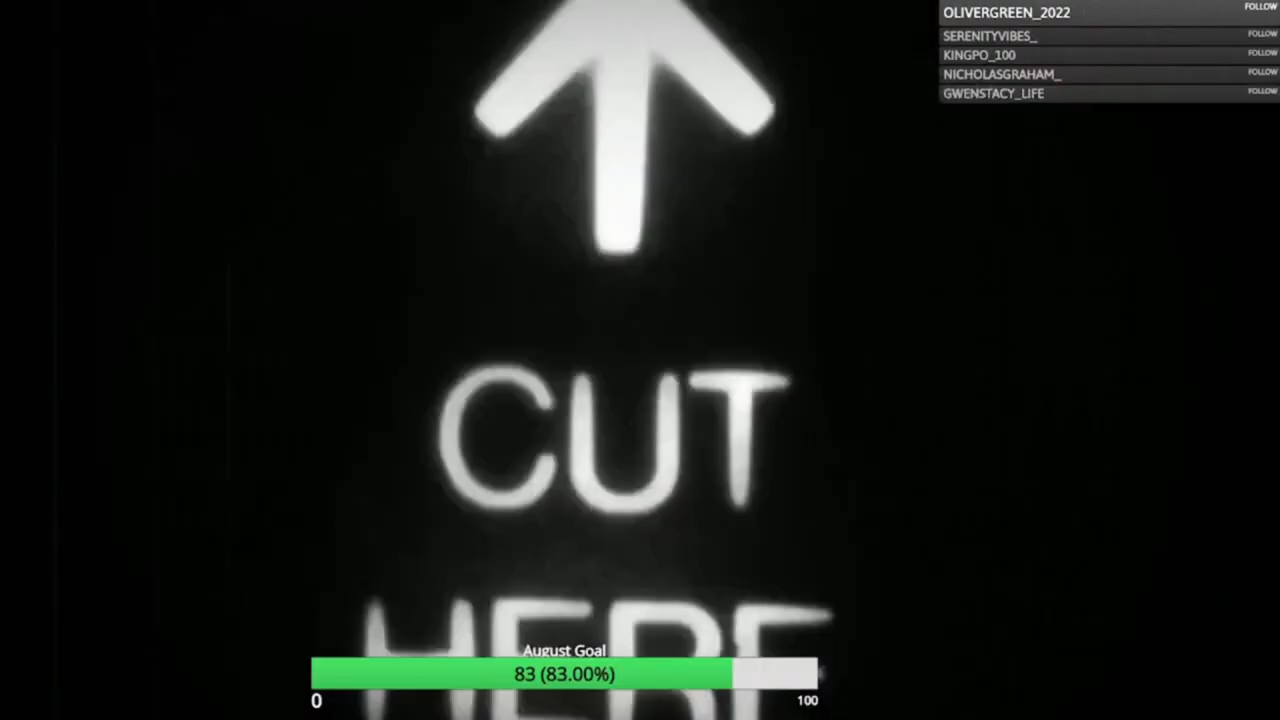 OLIVERGREEN_2022 FOLLOW
SERENITYVIBES_ FOLLOW
KINGPO_100 FOLLOW
NICHOLASGRAHAM_ FOLLOW
GWENSTACY_LIFE FOLLOW
CUT
HERE
August Goal
83 (83.00%)
0 100